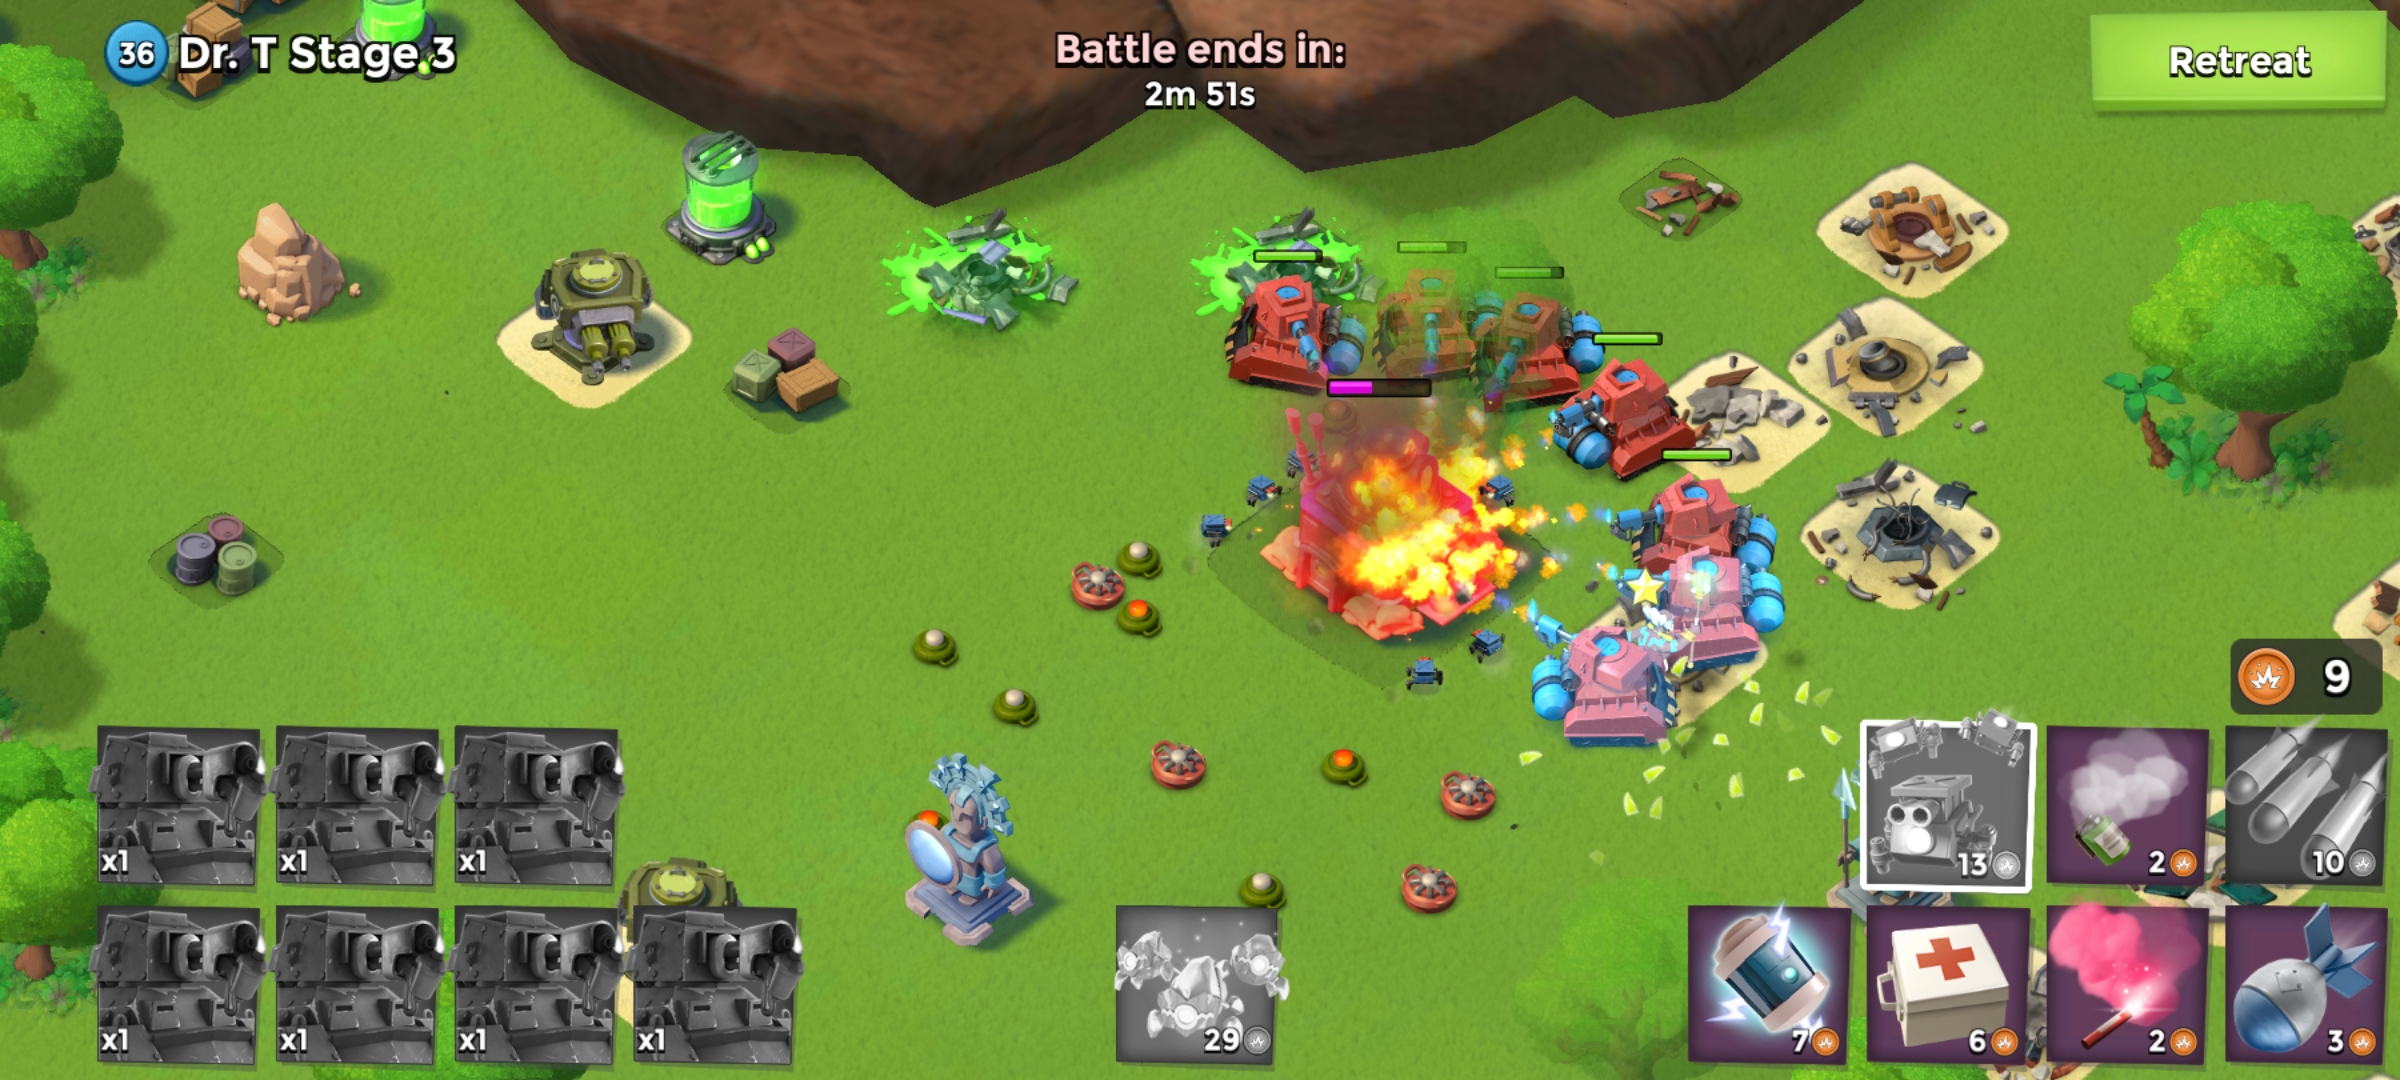 36 Dr. T Stage 3
Battle ends in:
2m 51s
Retreat
9
x1 x1 x1
13 2 10
x1 x1 x1 x1
29
7 6 2 3